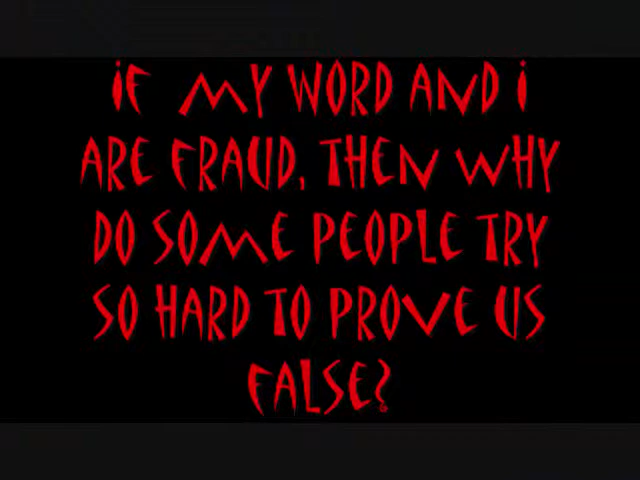 iF MY WORD AND i
ARE FRAUD, THEN WHY
DO SOME PEOPLE TRY
SO HARD TO PROVE US
FALSE?